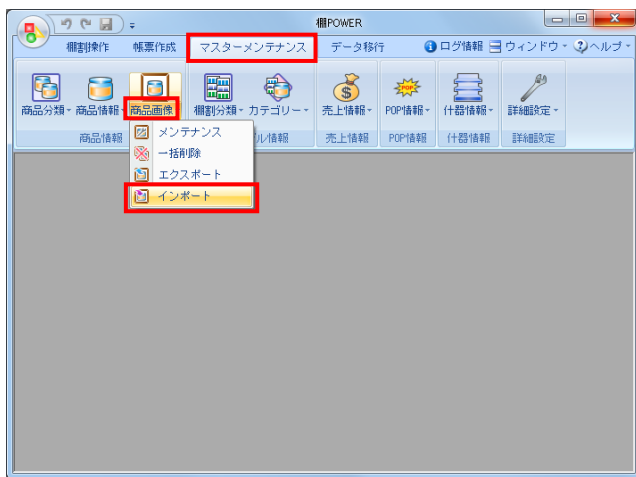 棚POWER
棚割操作 帳票作成 マスターメンテナンス データ移行 ログ情報 ウィンドウ ヘルプ
商品分類 商品情報 商品画像 棚割分類 カテゴリー 売上情報 POP情報 什器情報 詳細設定
商品情報 ル情報 売上情報 POP情報 什器情報 詳細設定
メンテナンス
一括削除
エクスポート
インポート